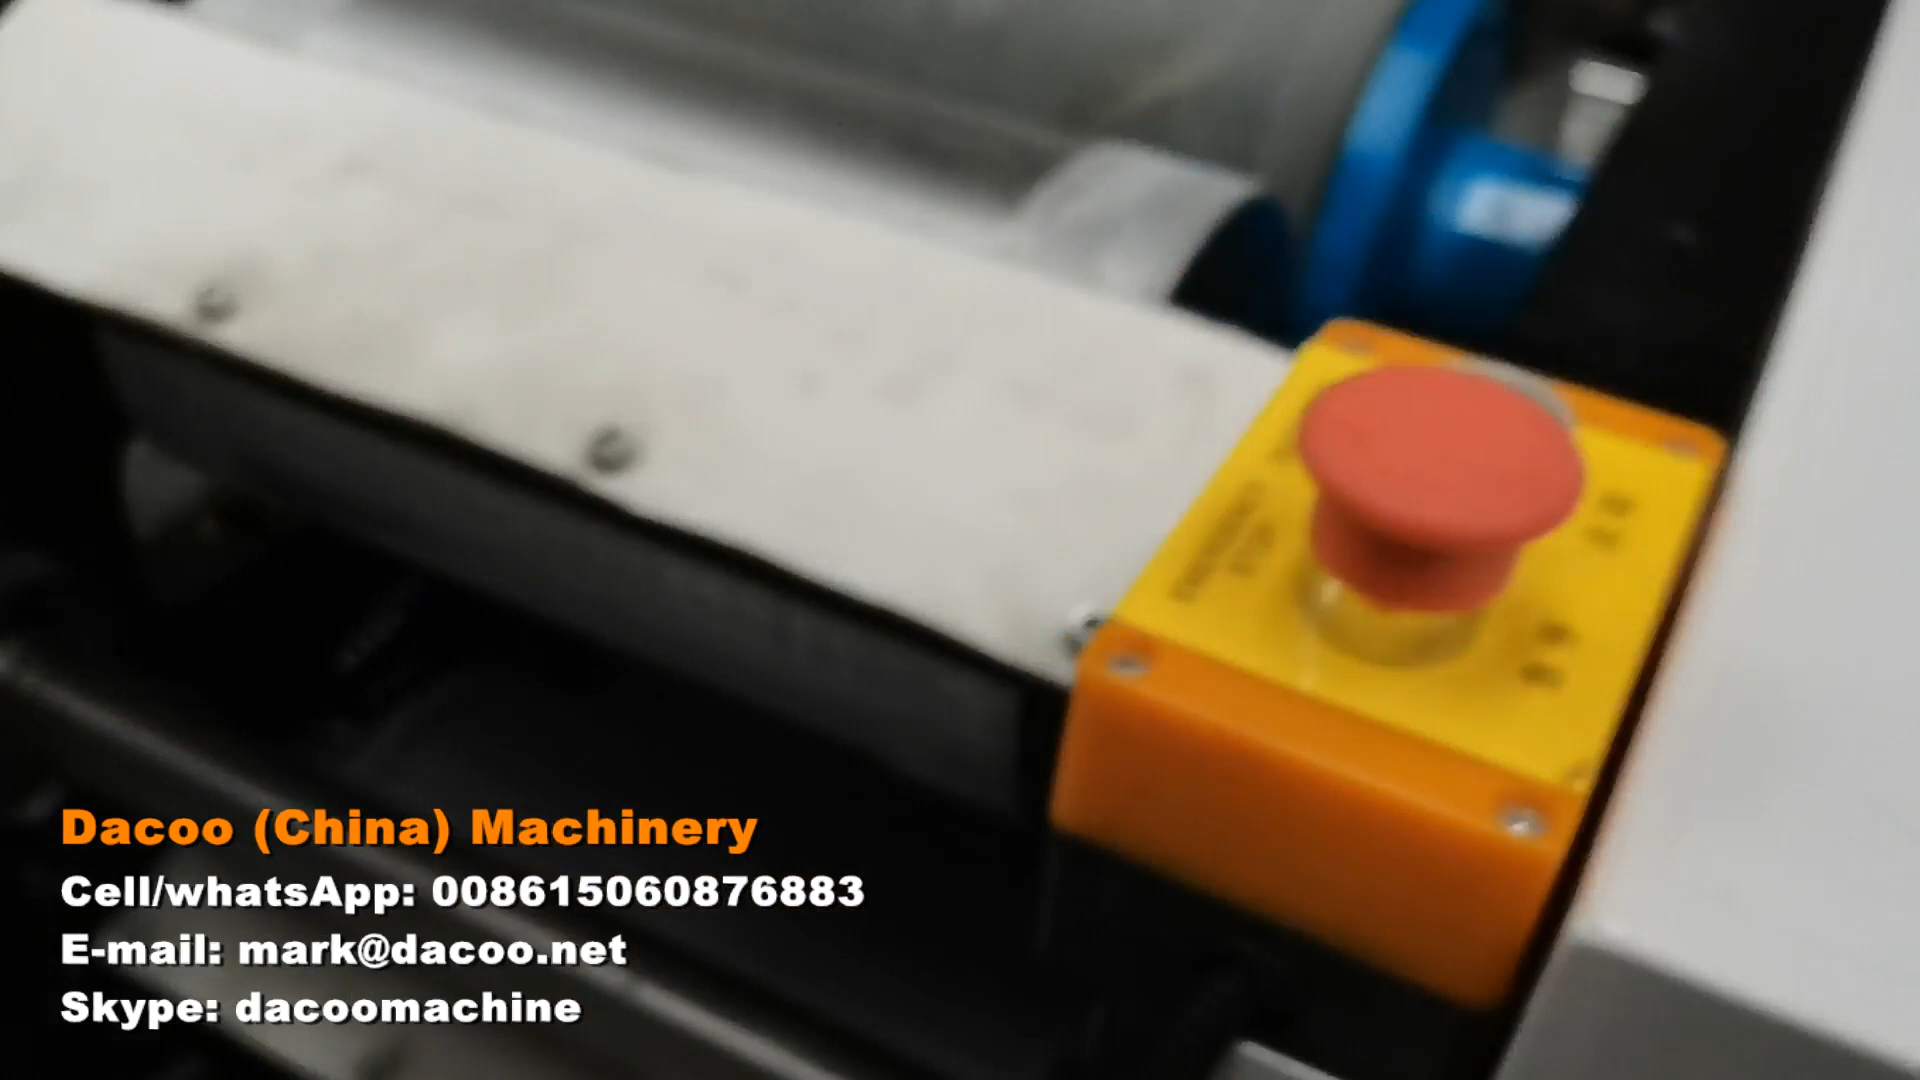 Dacoo (China) Machinery
Cell/whatsApp: 008615060876883
E-mail: mark@dacoo.net
Skype: dacoomachine